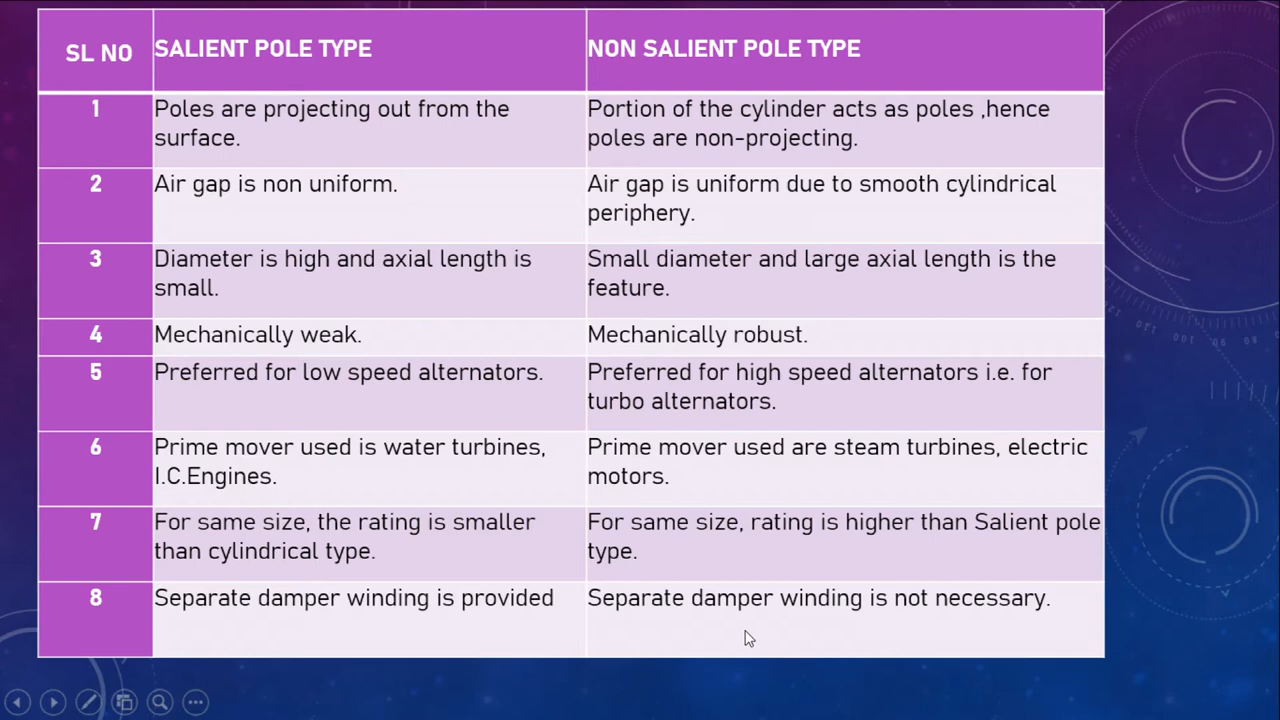 SL NO SALIENT POLE TYPE NON SALIENT POLE TYPE
1 Poles are projecting out from the
surface.
Portion of the cylinder acts as poles ,hence
poles are non-projecting.
2 Air gap is non uniform.
Air gap is uniform due to smooth cylindrical
periphery.
3 Diameter is high and axial length is
small.
Small diameter and large axial length is the
feature.
4 Mechanically weak.
Mechanically robust.
5 Preferred for low speed alternators.
Preferred for high speed alternators i.e. for
turbo alternators.
6 Prime mover used is water turbines,
I.C.Engines.
Prime mover used are steam turbines, electric
motors.
7 For same size, the rating is smaller
than cylindrical type.
For same size, rating is higher than Salient pole
type.
8 Separate damper winding is provided
Separate damper winding is not necessary.